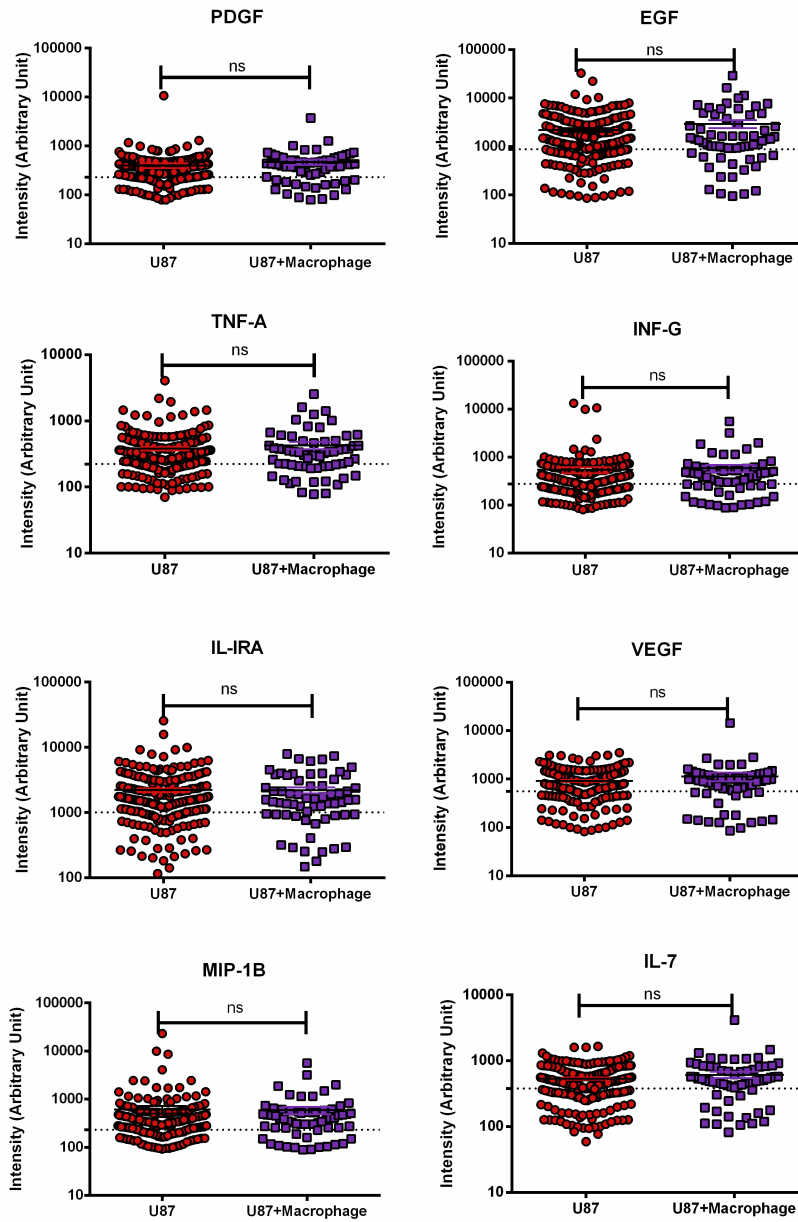 PDGF
Intensity (Arbitrary Unit)
100000
10000
1000
100
10
ns
U87
U87+Macrophage
EGF
Intensity (Arbitrary Unit)
100000
10000
1000
100
10
ns
U87
U87+Macrophage
TNF-A
Intensity (Arbitrary Unit)
10000
1000
100
10
ns
U87
U87+Macrophage
INF-G
Intensity (Arbitrary Unit)
100000
10000
1000
100
10
ns
U87
U87+Macrophage
IL-IRA
Intensity (Arbitrary Unit)
100000
10000
1000
100
ns
U87
U87+Macrophage
VEGF
Intensity (Arbitrary Unit)
100000
10000
1000
100
10
ns
U87
U87+Macrophage
MIP-1B
Intensity (Arbitrary Unit)
100000
10000
1000
100
10
ns
U87
U87+Macrophage
IL-7
Intensity (Arbitrary Unit)
10000
1000
100
10
ns
U87
U87+Macrophage